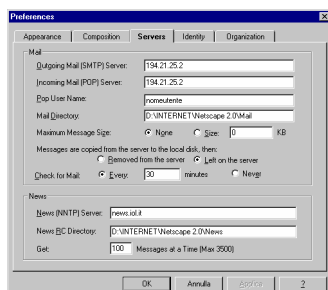 Preferences
Appearance Composition Servers Identity Organization
Mail
Outgoing Mail (SMTP) Server: 194.21.25.2
Incoming Mail (POP) Server: 194.21.25.2
Pop User Name: nomeutente
Mail Directory: D:\INTERNET\Netscape 2.0\Mail
Maximum Message Size: None Size: 0 KB
Messages are copied from the server to the local disk, then:
Removed from the server Left on the server
Check for Mail: Every: 30 minutes Never
News
News (NNTP) Server: news.iol.it
News RC Directory: D:\INTERNET\Netscape 2.0\News
Get: 100 Messages at a Time (Max 3500)
OK Annulla Applica ?